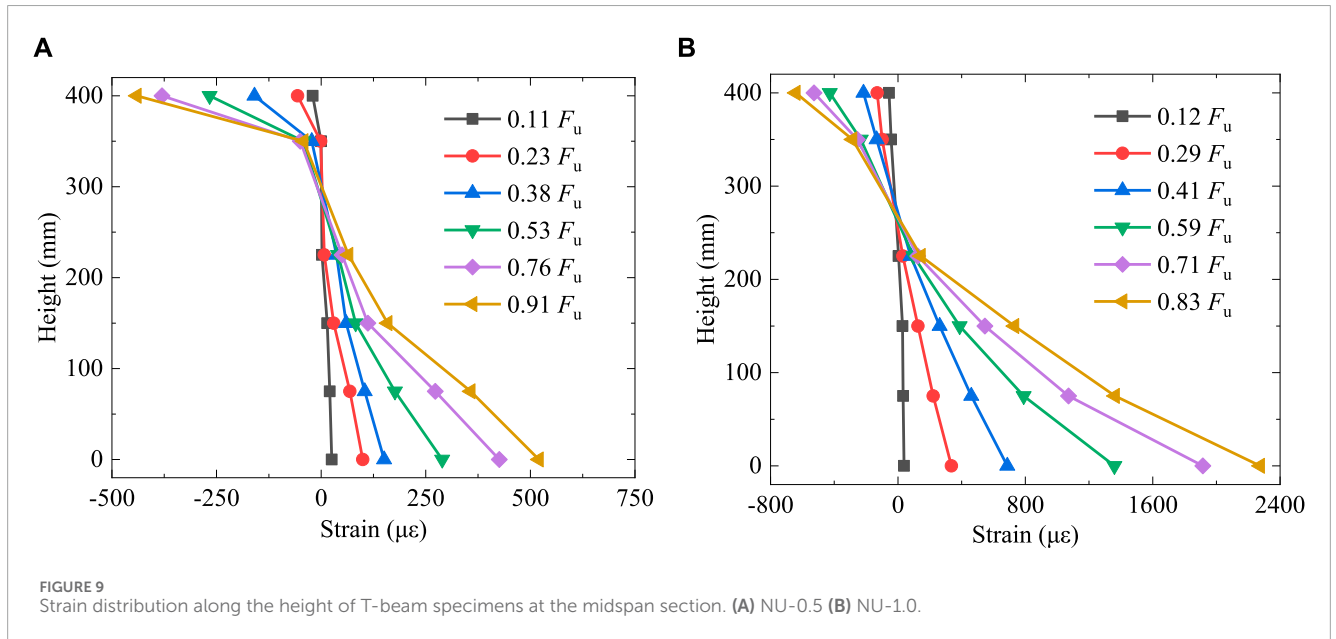 A
400
300
200
100
0
Height (mm)
-500
-250
0
250
500
750
Strain (με)
0.11 Fu
0.23 Fu
0.38 Fu
0.53 Fu
0.76 Fu
0.91 Fu
B
400
300
200
100
0
Height (mm)
-800
0
800
1600
2400
Strain (με)
0.12 Fu
0.29 Fu
0.41 Fu
0.59 Fu
0.71 Fu
0.83 Fu
FIGURE 9
Strain distribution along the height of T-beam specimens at the midspan section. (A) NU-0.5 (B) NU-1.0.